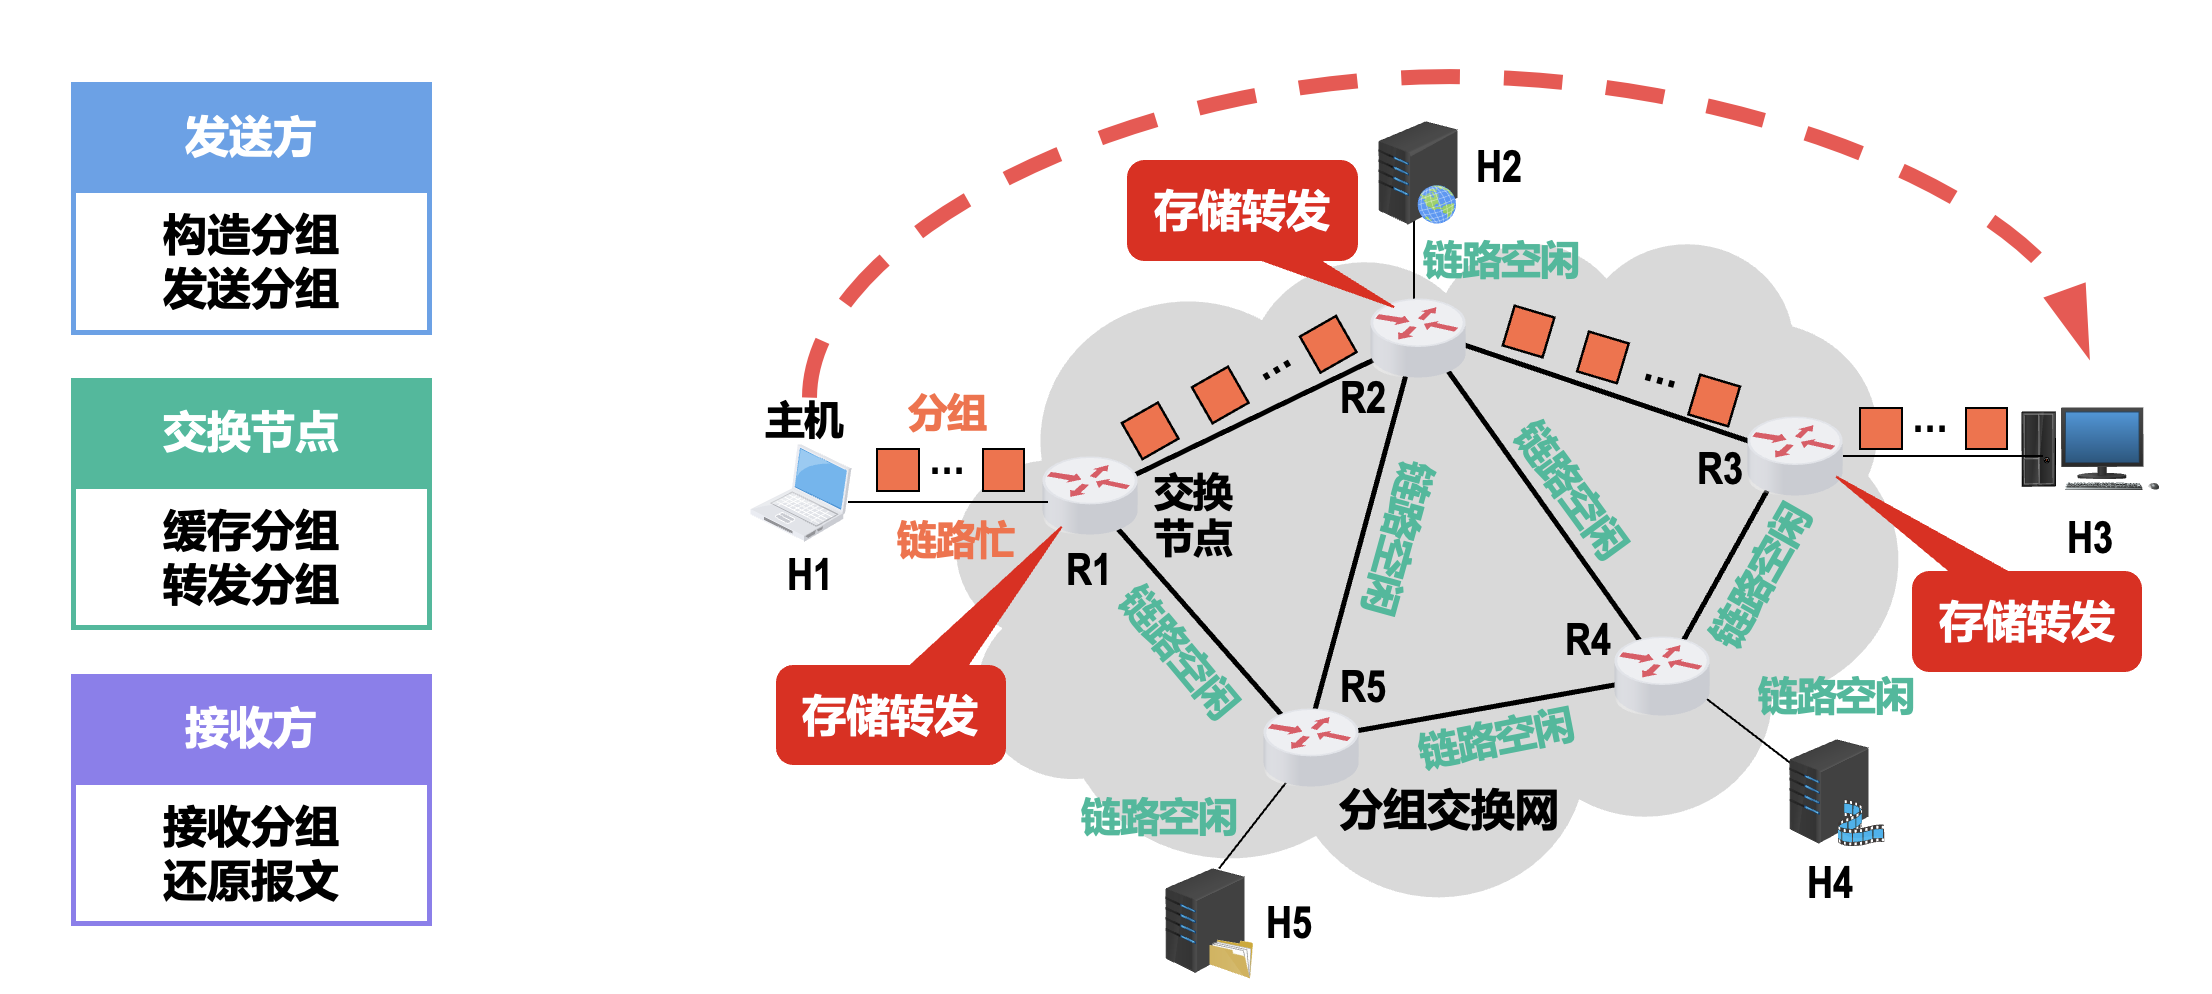 发送方
构造分组
发送分组
交换节点
缓存分组
转发分组
接收方
接收分组
还原报文
H2
存储转发
链路空闲
主机
分组
…
…
…
…
R2
R3
链路忙
H1
R1
交换
节点
链路空闲
链路空闲
链路空闲
链路空闲
H3
存储转发
存储转发
R4
R5
链路空闲
链路空闲
链路空闲
分组交换网
H4
H5